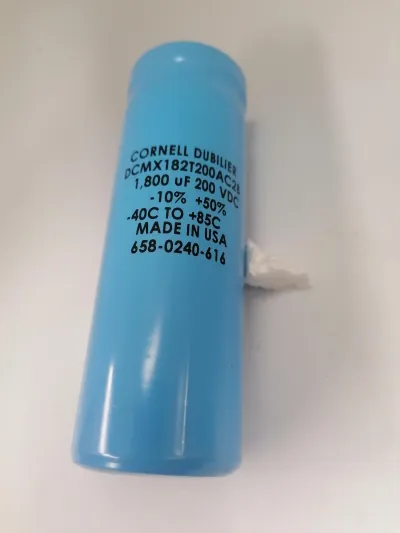 CORNELL DUBILIER
DCMX182T200AC2B
1,800 uF 200 VDC
-10% +50%
-40C TO +85C
MADE IN USA
658-0240-616